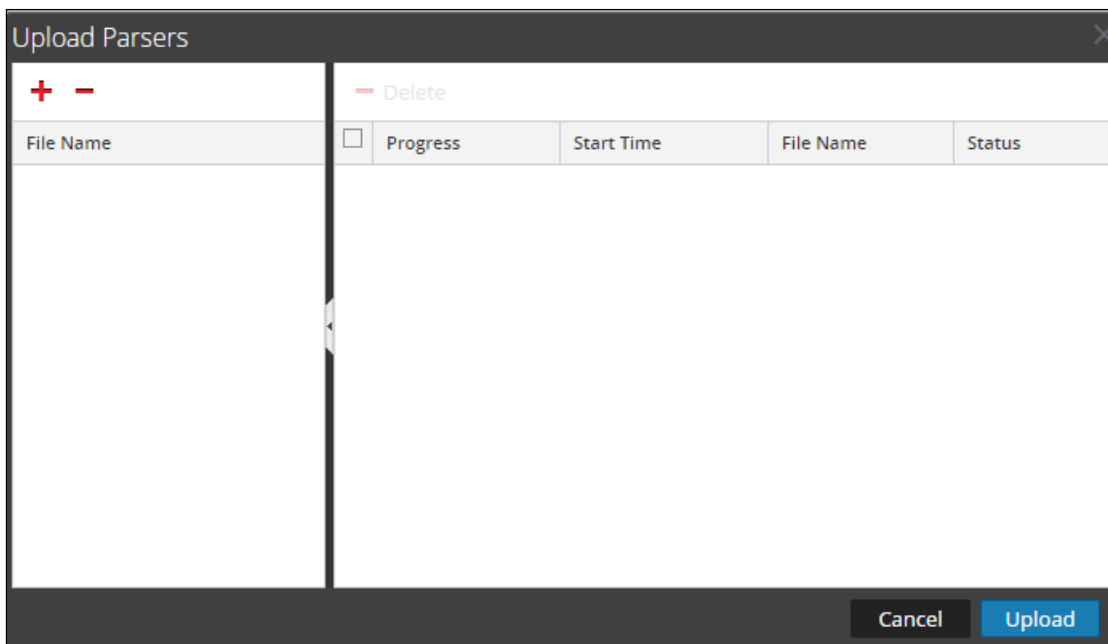 Upload Parsers
Delete
File Name
Progress Start Time File Name Status
Cancel Upload